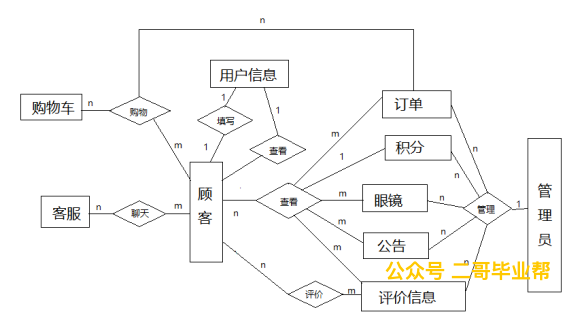 n
用户信息
购物车
n
购物
1
填写
1
1
查看
订单
m
m
n
1
积分
n
客服
n
聊天
m
顾客
n
查看
m
眼镜
n
管理
1
管理员
m
公告
n
m
n
公众号 二哥毕业帮
n
评价
m
评价信息